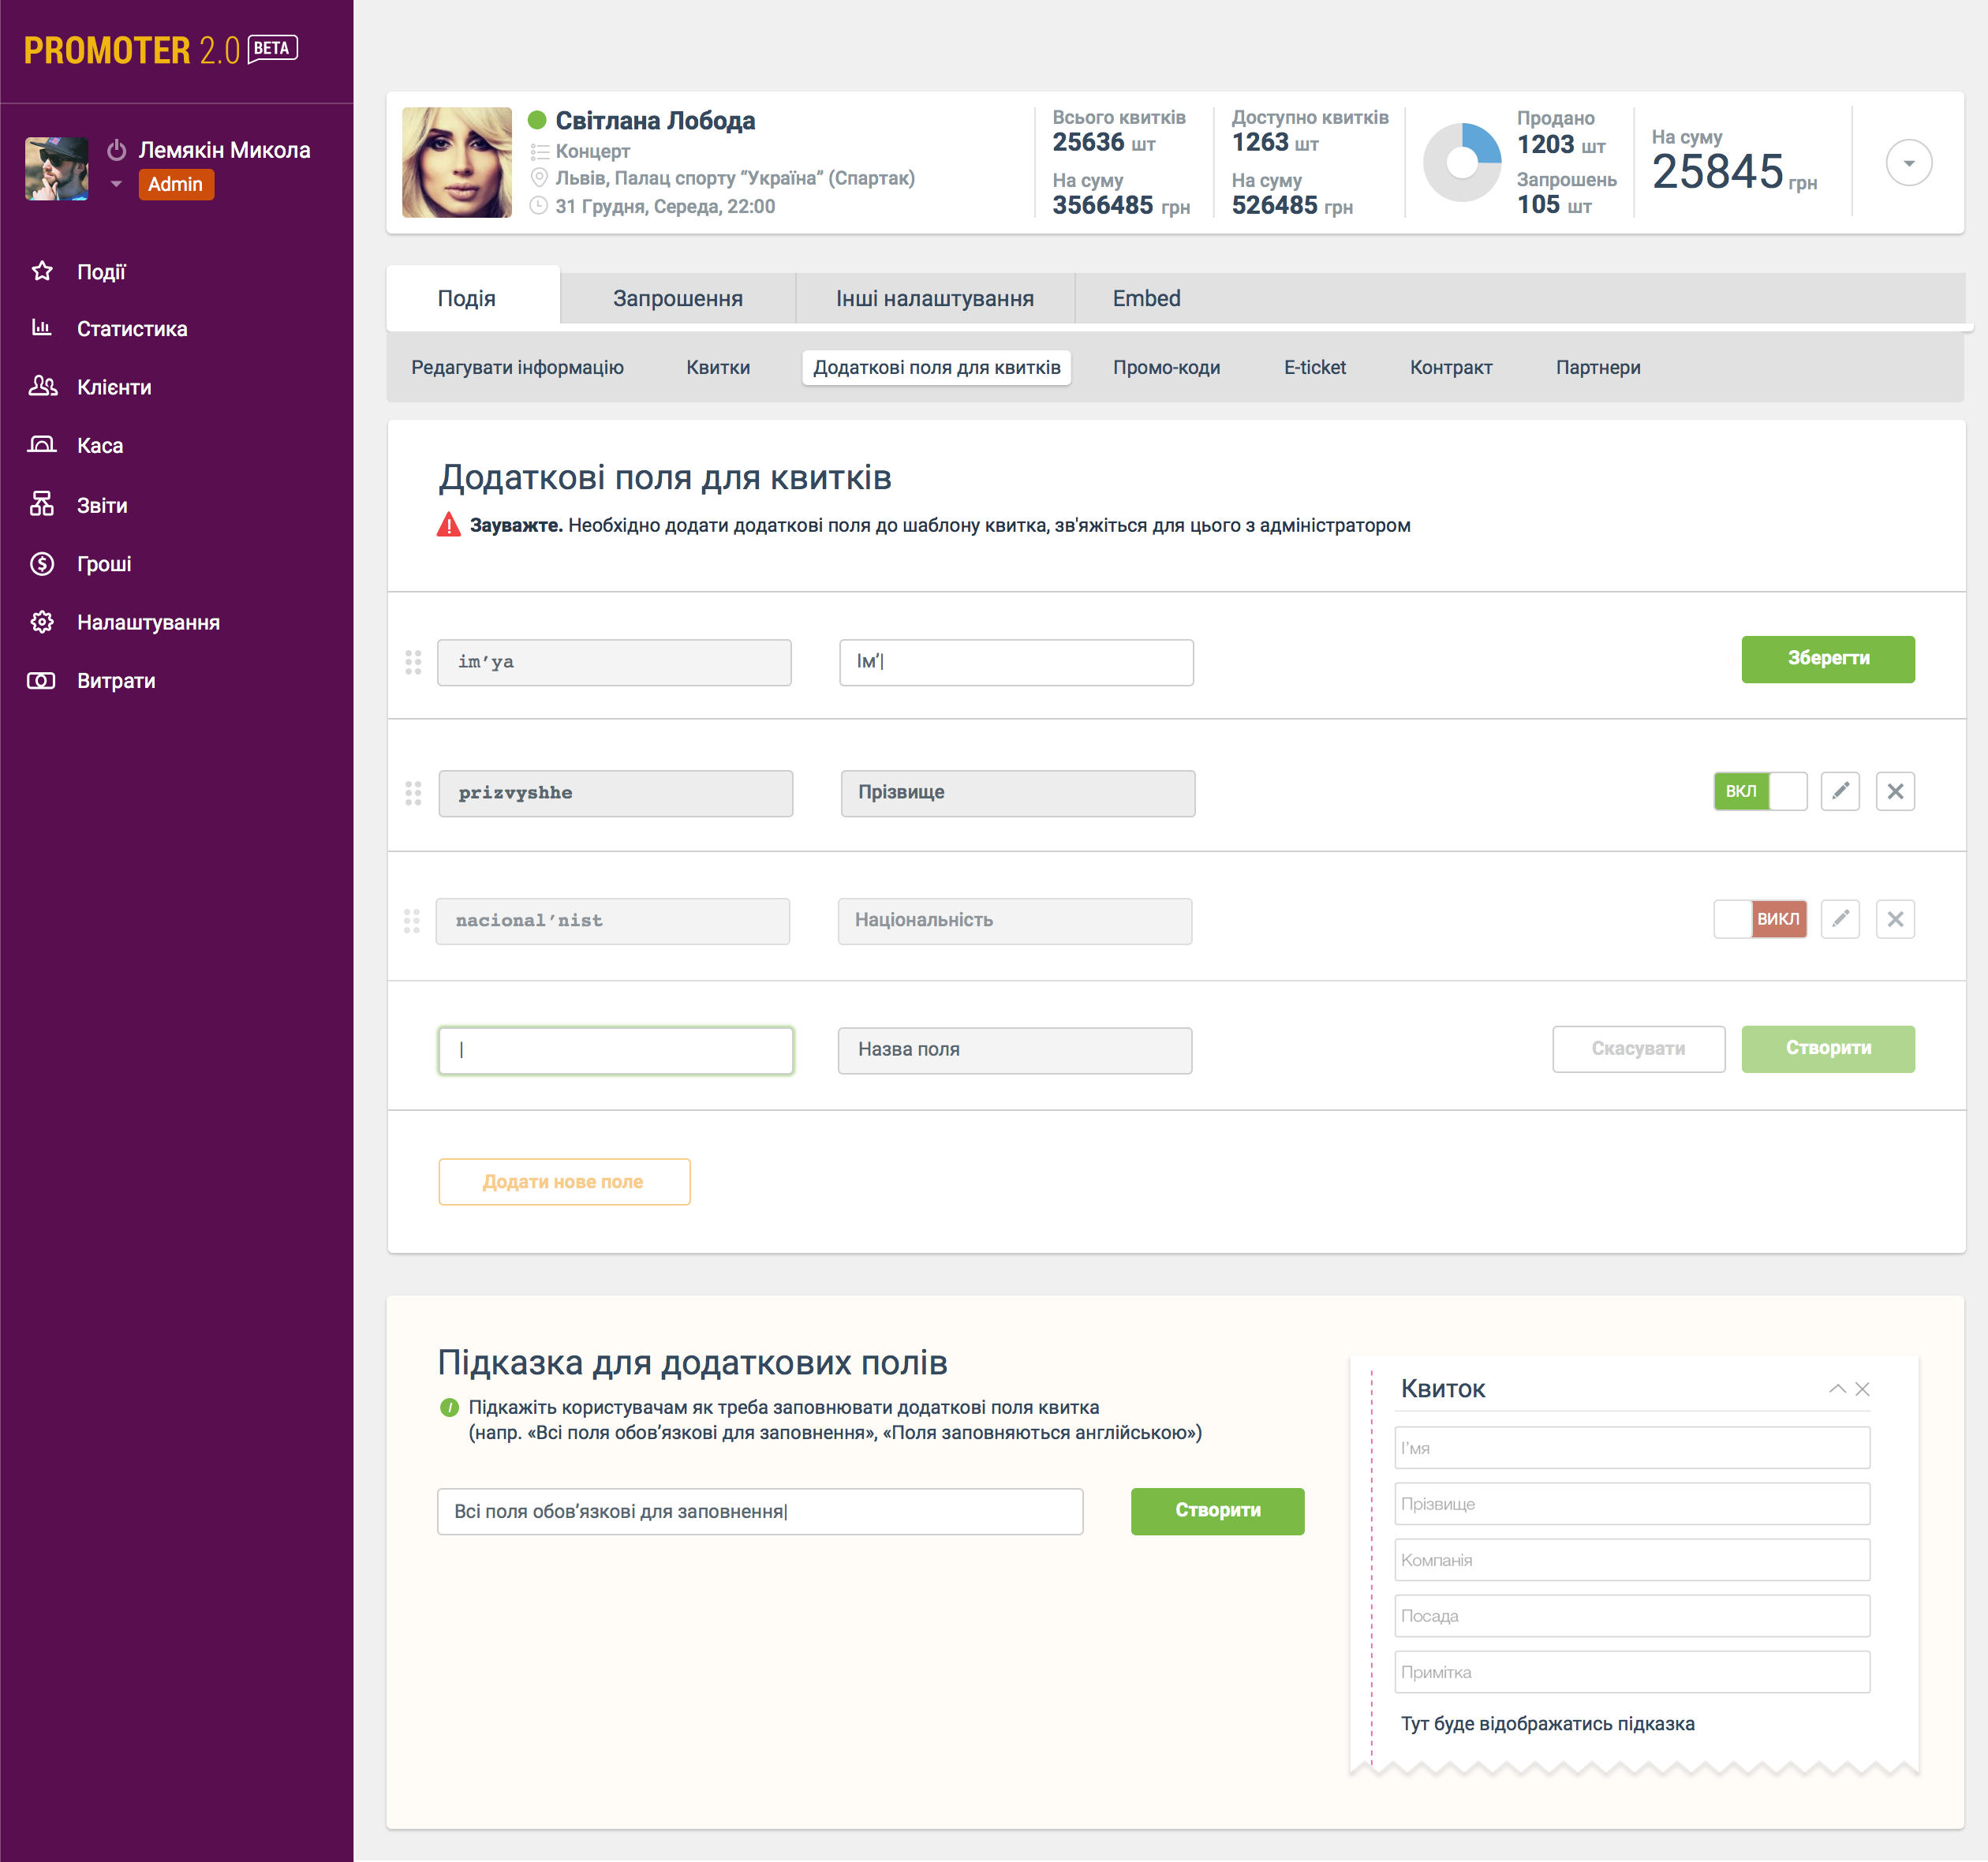 PROMOTER 2.0 BETA
Лемякін Микола
Admin
Події
Статистика
Клієнти
Каса
Звіти
Гроші
Налаштування
Витрати
Світлана Лобода
Концерт
Львів, Палац спорту “Україна” (Спартак)
31 Грудня, Середа, 22:00
Всього квитків
25636 шт
На суму
3566485 грн
Доступно квитків
1263 шт
На суму
526485 грн
Продано
1203 шт
Запрошень
105 шт
На суму
25845 грн
Подія
Запрошення
Інші налаштування
Embed
Редагувати інформацію
Квитки
Додаткові поля для квитків
Промо-коди
E-ticket
Контракт
Партнери
Додаткові поля для квитків
Зауважте. Необхідно додати додаткові поля до шаблону квитка, зв'яжіться для цього з адміністратором
im’ya
Ім’|
Зберегти
prizvyshhe
Прізвище
ВКЛ
nacional’nist
Національність
ВИКЛ
Назва поля
Скасувати
Створити
Додати нове поле
Підказка для додаткових полів
Підкажіть користувачам як треба заповнювати додаткові поля квитка
(напр. «Всі поля обов’язкові для заповнення», «Поля заповняються англійською»)
Всі поля обов’язкові для заповнення|
Створити
Квиток
І’мя
Прізвище
Компанія
Посада
Примітка
Тут буде відображатись підказка